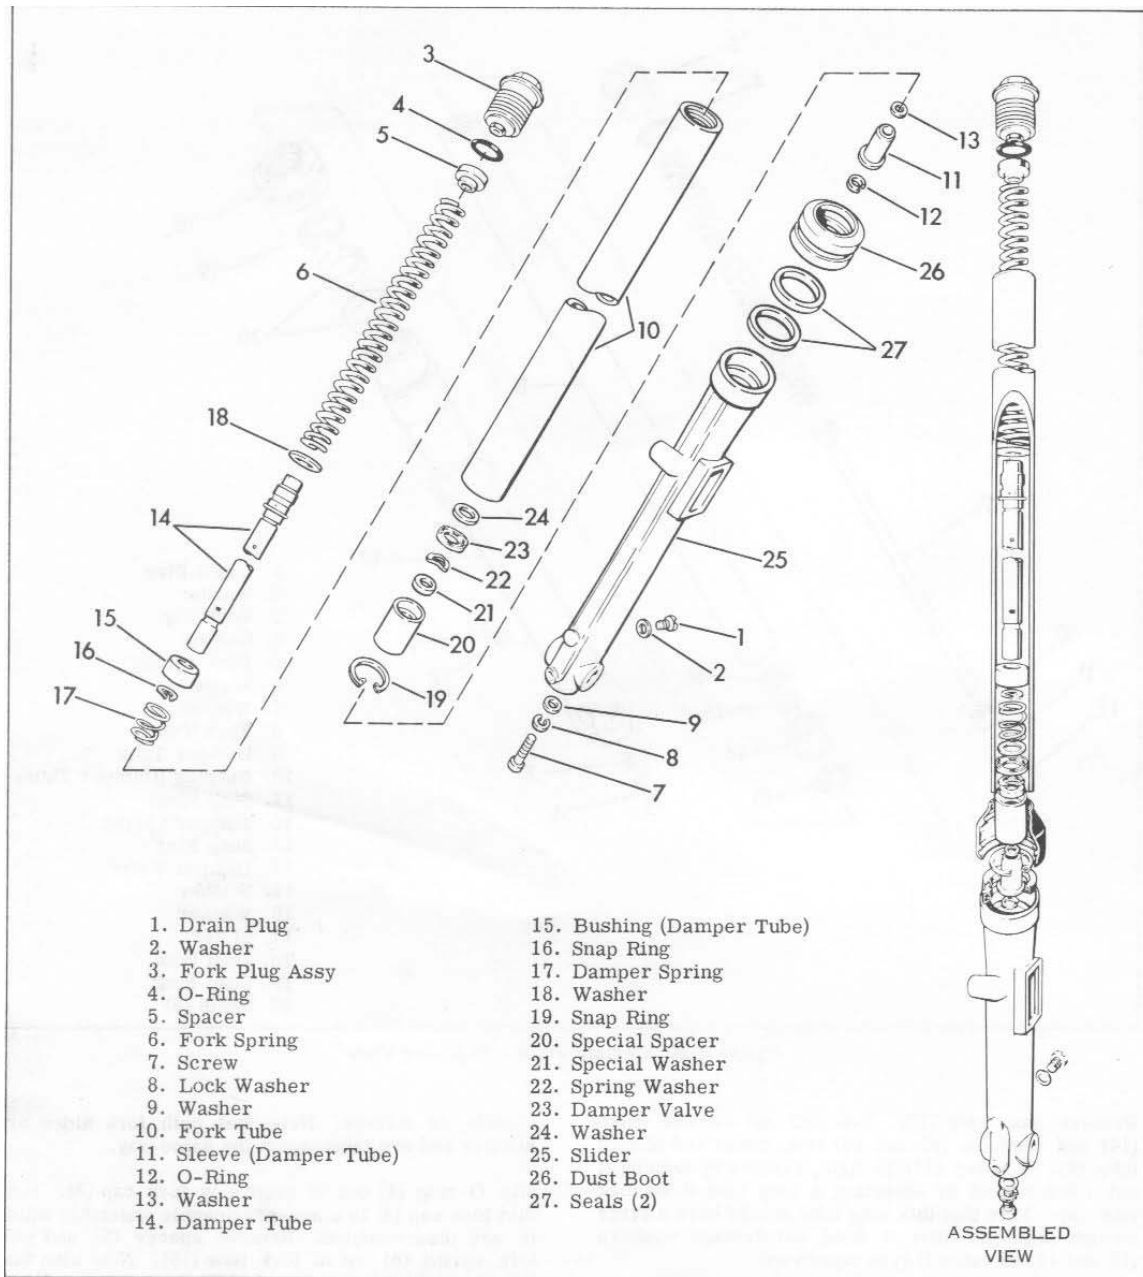 3
4
5
6
18
14
15
16
17
10
24
23
22
21
20
19
13
11
12
26
27
25
1
2
9
8
7
1. Drain Plug
2. Washer
3. Fork Plug Assy
4. O-Ring
5. Spacer
6. Fork Spring
7. Screw
8. Lock Washer
9. Washer
10. Fork Tube
11. Sleeve (Damper Tube)
12. O-Ring
13. Washer
14. Damper Tube
15. Bushing (Damper Tube)
16. Snap Ring
17. Damper Spring
18. Washer
19. Snap Ring
20. Special Spacer
21. Special Washer
22. Spring Washer
23. Damper Valve
24. Washer
25. Slider
26. Dust Boot
27. Seals (2)
ASSEMBLED
VIEW